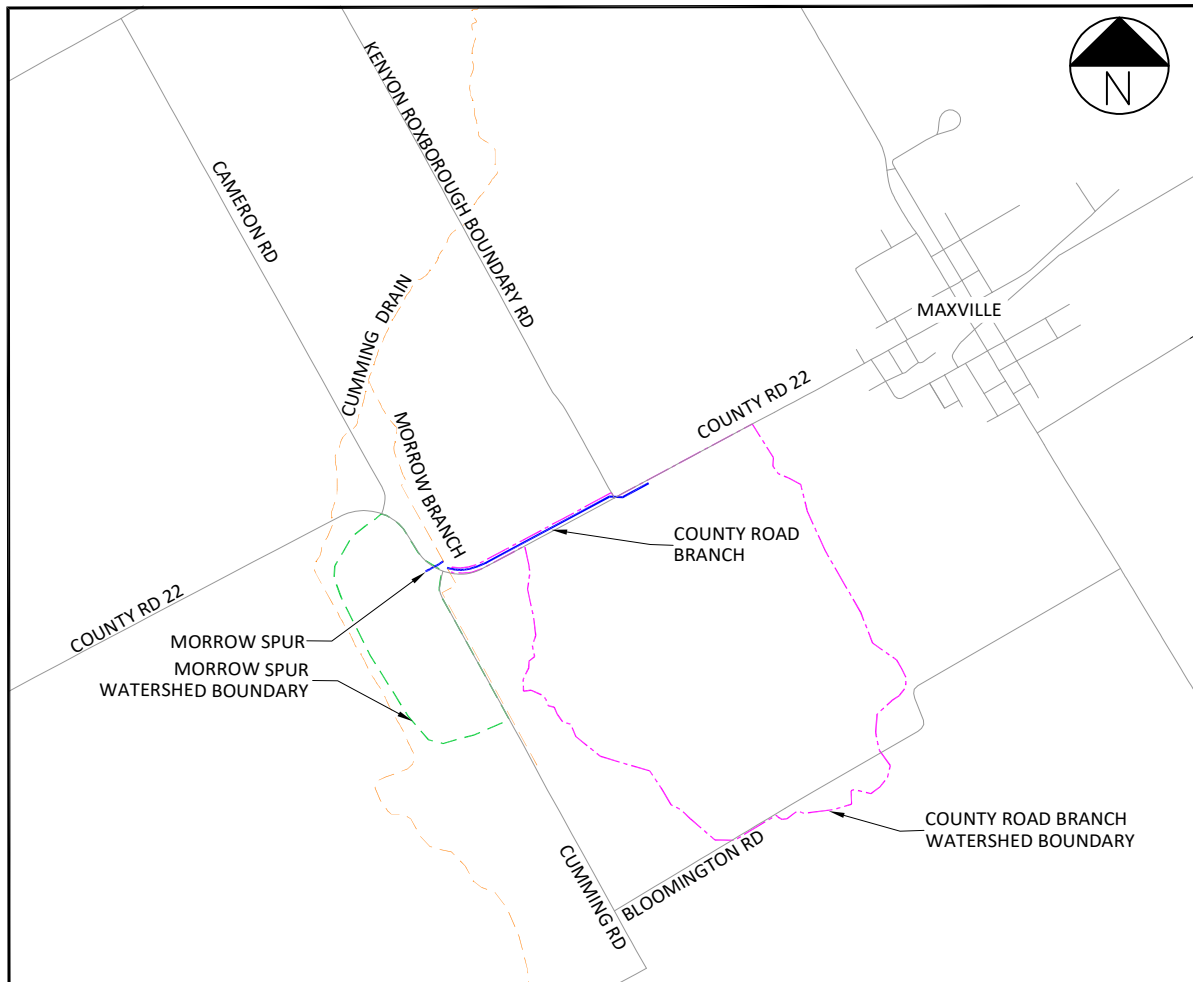 KENYON ROXBOROUGH BOUNDARY RD
N
CAMERON RD
CUMMING DRAIN
MAXVILLE
COUNTY RD 22
MORROW BRANCH
COUNTY ROAD
BRANCH
COUNTY RD 22
MORROW SPUR
MORROW SPUR
WATERSHED BOUNDARY
COUNTY ROAD BRANCH
WATERSHED BOUNDARY
BLOOMINGTON RD
CUMMING RD